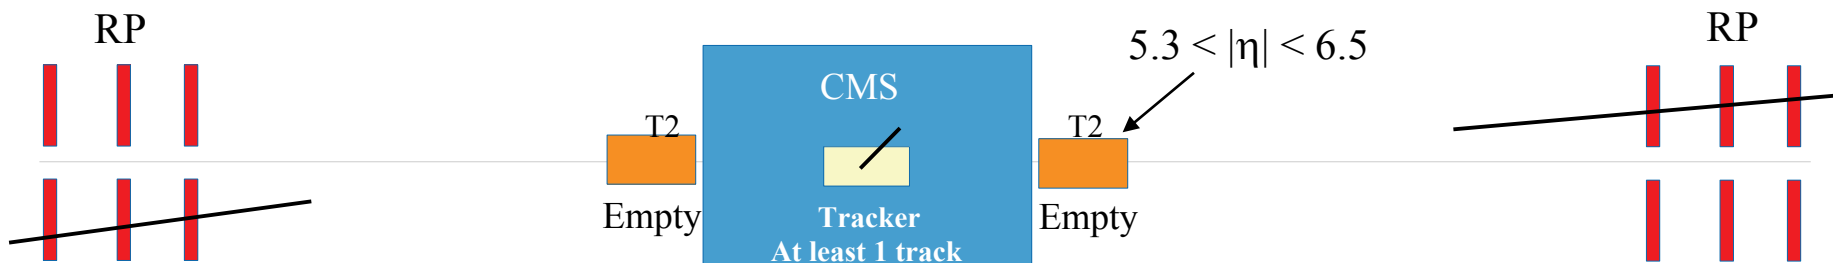 RP
RP
5.3 < |η| < 6.5
CMS
T2
T2
Empty
Empty
Tracker
At least 1 track